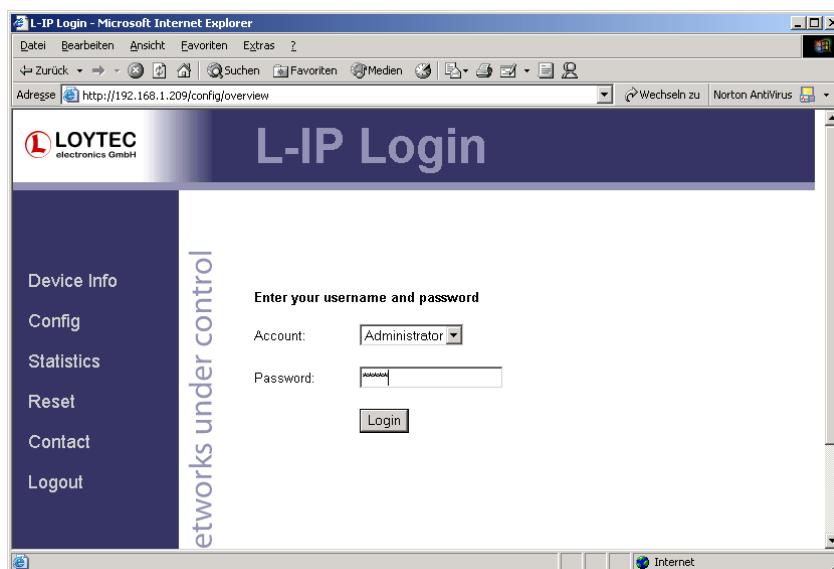 L-IP Login - Microsoft Internet Explorer
Datei Bearbeiten Ansicht Favoriten Extras ?
Zurück Suchen Favoriten Medien
Adresse http://192.168.1.209/config/overview Wechseln zu Norton AntiVirus
LOYTEC
electronics GmbH
L-IP Login
Device Info
Config
Statistics
Reset
Contact
Logout
etworks under control
Enter your username and password
Account: Administrator
Password: *****
Login
Internet